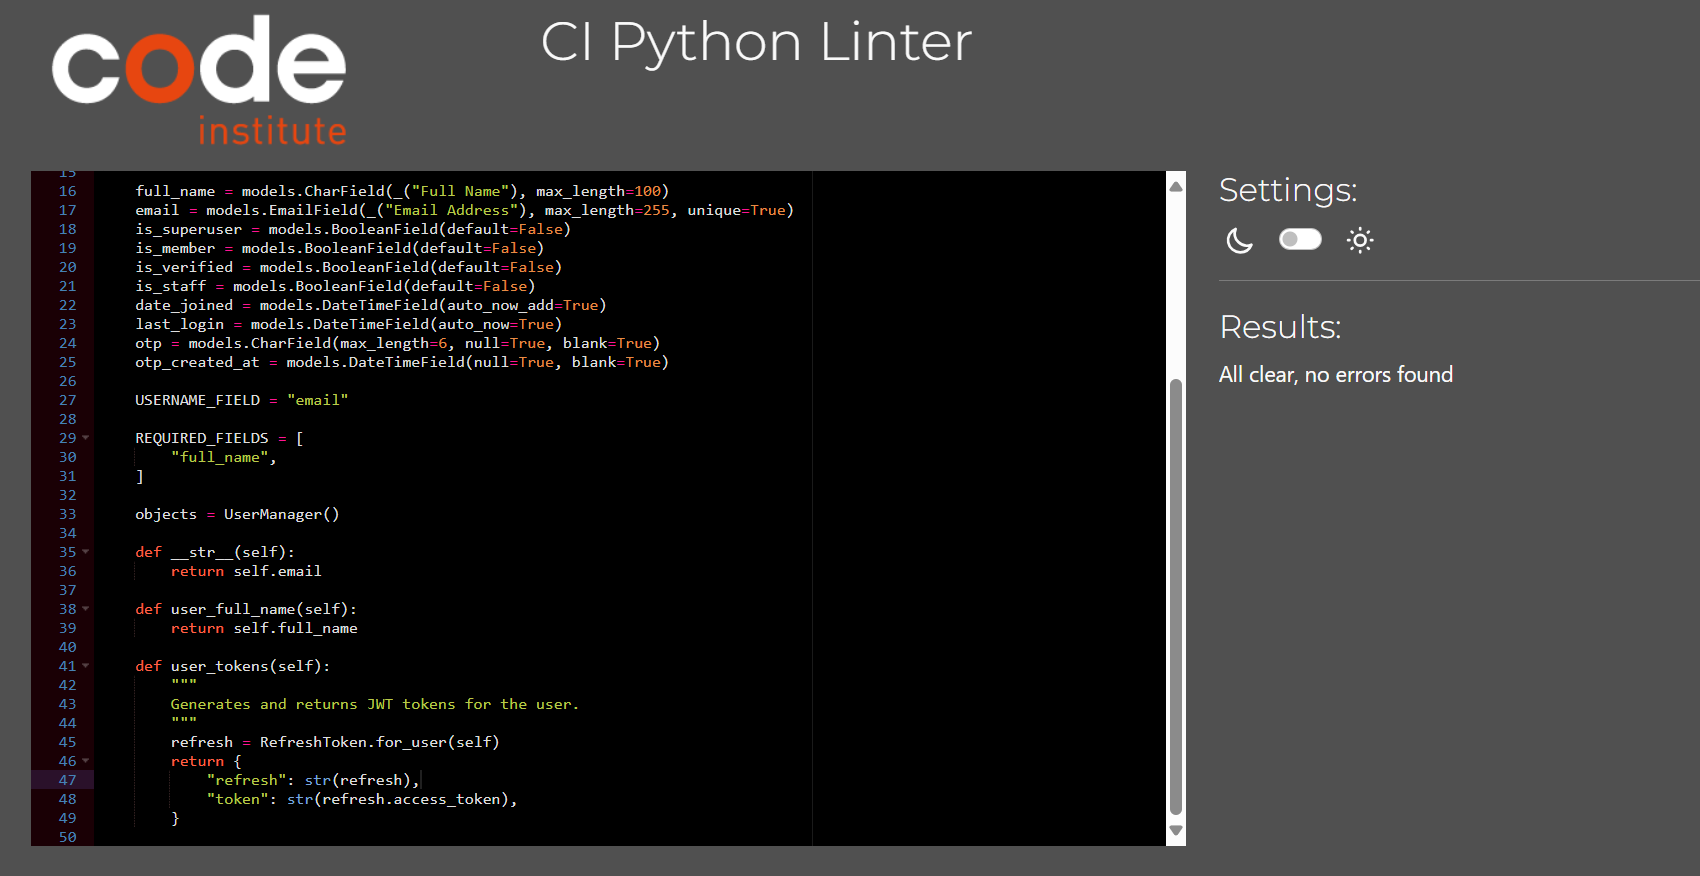 code
institute
CI Python Linter
15
16 full_name = models.CharField(_("Full Name"), max_length=100)
17 email = models.EmailField(_("Email Address"), max_length=255, unique=True)
18 is_superuser = models.BooleanField(default=False)
19 is_member = models.BooleanField(default=False)
20 is_verified = models.BooleanField(default=False)
21 is_staff = models.BooleanField(default=False)
22 date_joined = models.DateTimeField(auto_now_add=True)
23 last_login = models.DateTimeField(auto_now=True)
24 otp = models.CharField(max_length=6, null=True, blank=True)
25 otp_created_at = models.DateTimeField(null=True, blank=True)
26
27 USERNAME_FIELD = "email"
28
29 REQUIRED_FIELDS = [
30 "full_name",
31 ]
32
33 objects = UserManager()
34
35 def __str__(self):
36 return self.email
37
38 def user_full_name(self):
39 return self.full_name
40
41 def user_tokens(self):
42 """
43 Generates and returns JWT tokens for the user.
44 """
45 refresh = RefreshToken.for_user(self)
46 return {
47 "refresh": str(refresh),
48 "token": str(refresh.access_token),
49 }
50
Settings:
Results:
All clear, no errors found